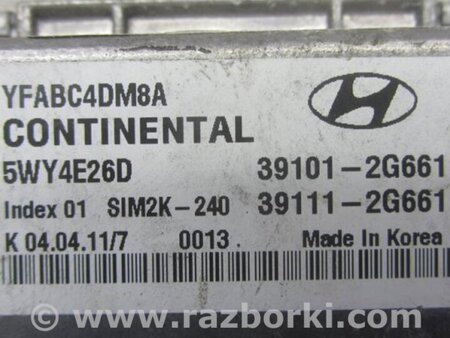 YFABC4DM8A
CONTINENTAL
5WY4E26D 39101-2G661
Index 01 SIM2K-240 39111-2G661
K 04.04.11/7 0013. Made In Korea
© www.razborki.com